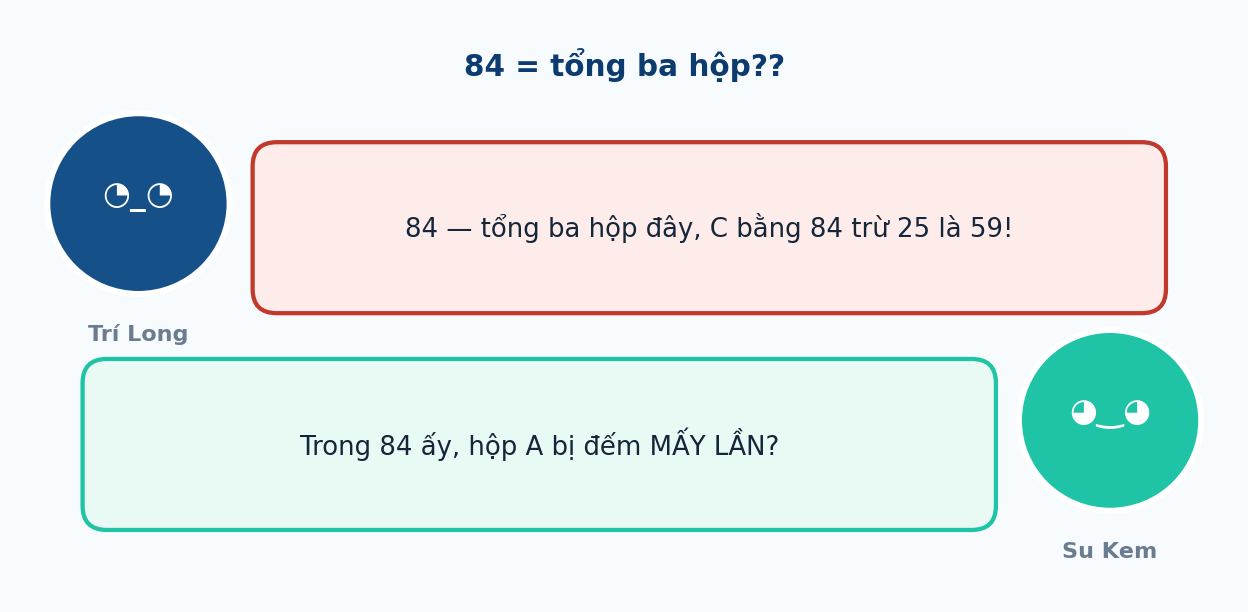 84 = tổng ba hộp??
84 — tổng ba hộp đây, C bằng 84 trừ 25 là 59!
Trí Long
Trong 84 ấy, hộp A bị đếm MẤY LẦN?
Su Kem